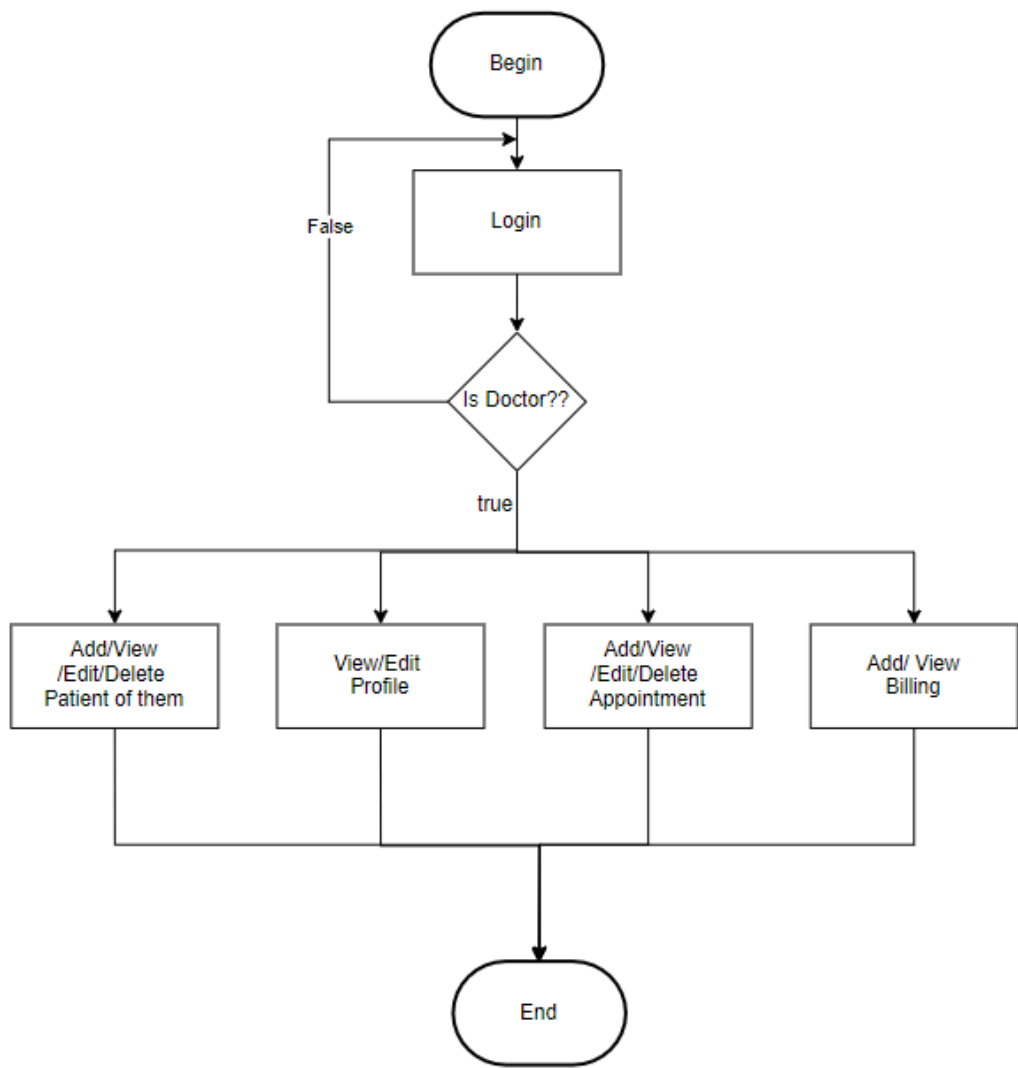 Begin
Login
False
Is Doctor??
true
Add/View
/Edit/Delete
Patient of them
View/Edit
Profile
Add/View
/Edit/Delete
Appointment
Add/ View
Billing
End